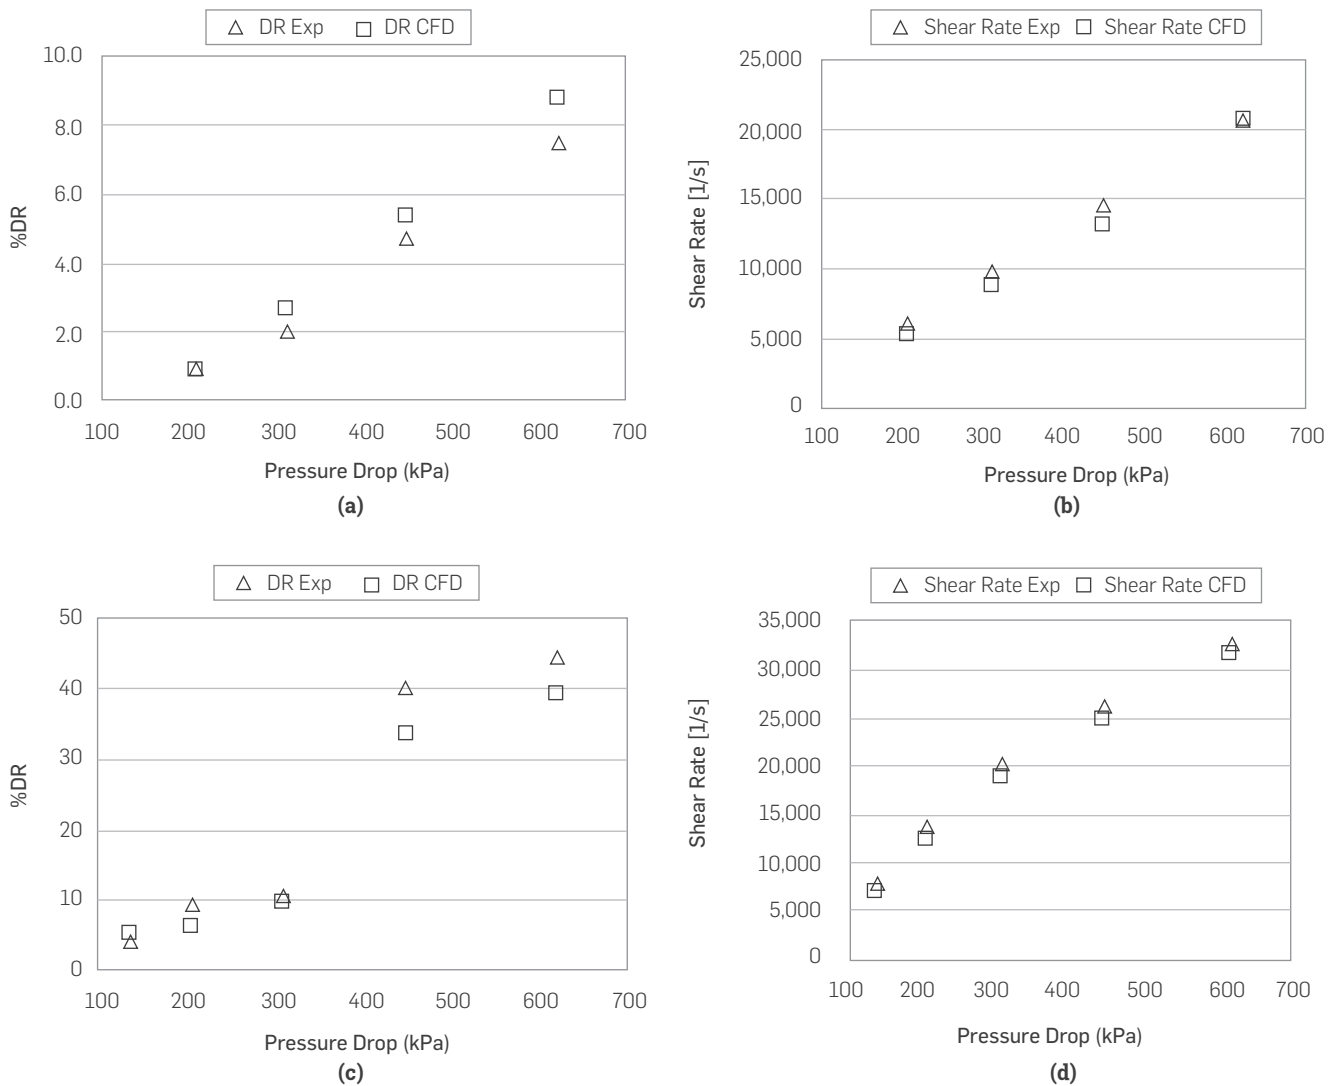 DR Exp DR CFD
10.0
8.0
6.0
4.0
2.0
0.0
%DR
100 200 300 400 500 600 700
Pressure Drop (kPa)
(a)
Shear Rate Exp Shear Rate CFD
25,000
20,000
15,000
10,000
5,000
0
Shear Rate [1/s]
100 200 300 400 500 600 700
Pressure Drop (kPa)
(b)
DR Exp DR CFD
50
40
30
20
10
0
%DR
100 200 300 400 500 600 700
Pressure Drop (kPa)
(c)
Shear Rate Exp Shear Rate CFD
35,000
30,000
25,000
20,000
15,000
10,000
5,000
0
Shear Rate [1/s]
100 200 300 400 500 600 700
Pressure Drop (kPa)
(d)